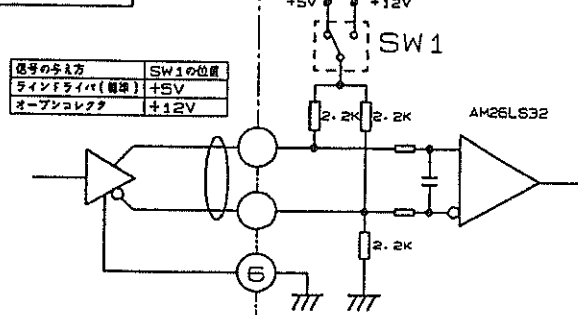 +5V +12V
SW1
信号の与え方 SW1の位置
ラインドライバ(標準) +5V
オープンコレクタ +12V
2.2K 2.2K
AM26LS32
2.2K
6